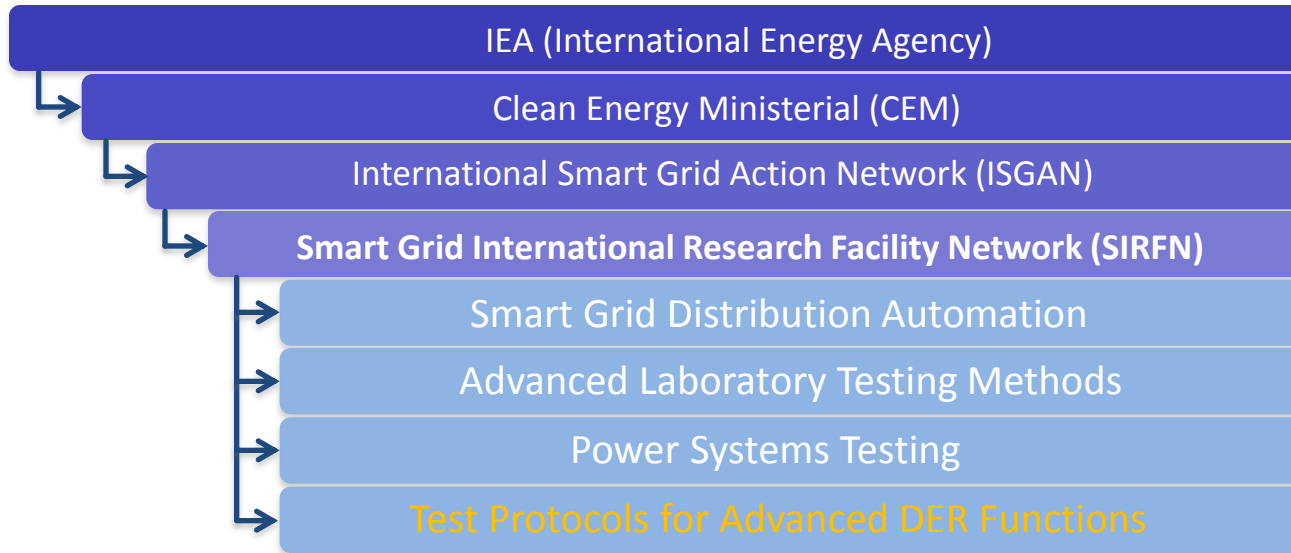 IEA (International Energy Agency)
Clean Energy Ministerial (CEM)
International Smart Grid Action Network (ISGAN)
Smart Grid International Research Facility Network (SIRFN)
Smart Grid Distribution Automation
Advanced Laboratory Testing Methods
Power Systems Testing
Test Protocols for Advanced DER Functions